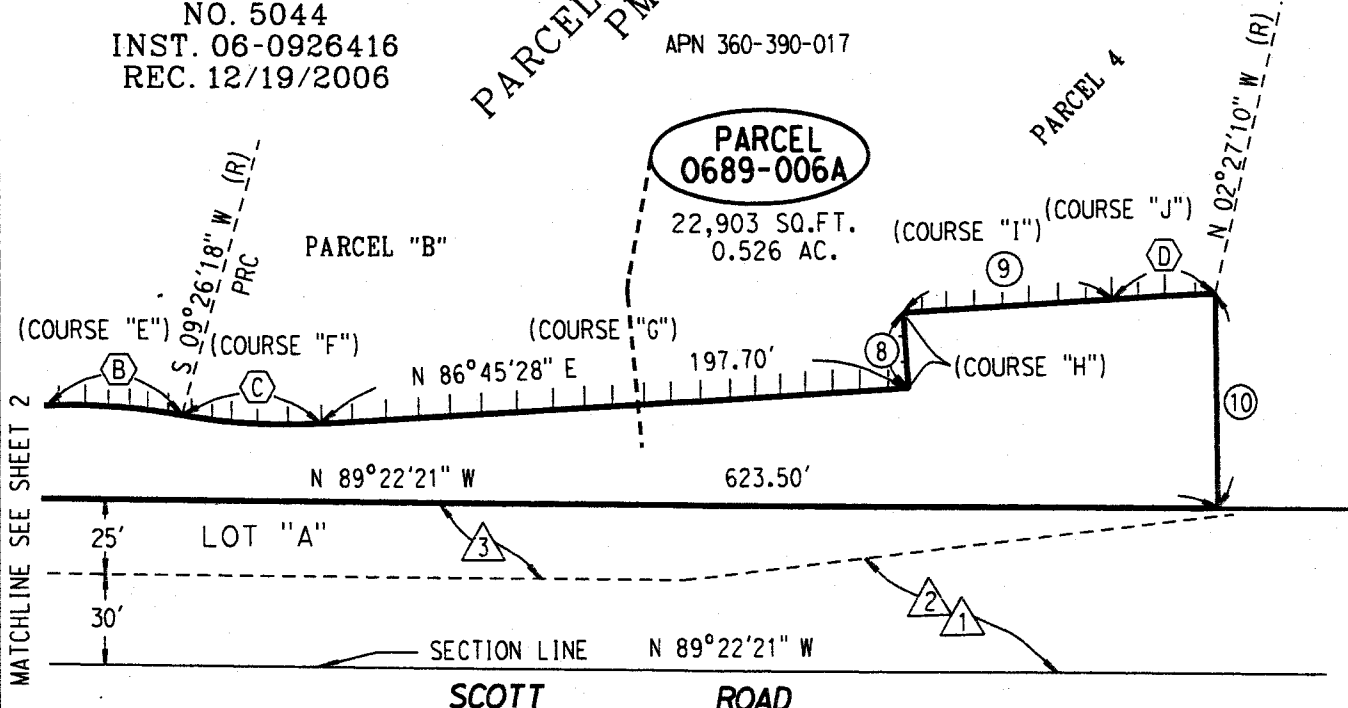 NO. 5044
INST. 06-0926416
REC. 12/19/2006
PARCEL
PM
APN 360-390-017
PARCEL 4
N 02°27'10" W (R)
PARCEL
0689-006A
22,903 SQ.FT.
0.526 AC.
S 09°26'18" W (R)
PRC
PARCEL "B"
(COURSE "I")
(COURSE "J")
9
D
(COURSE "E")
(COURSE "F")
(COURSE "G")
B
C
N 86°45'28" E
197.70'
8
(COURSE "H")
10
MATCHLINE SEE SHEET 2
N 89°22'21" W
623.50'
25'
LOT "A"
3
30'
2
1
SECTION LINE
N 89°22'21" W
SCOTT ROAD